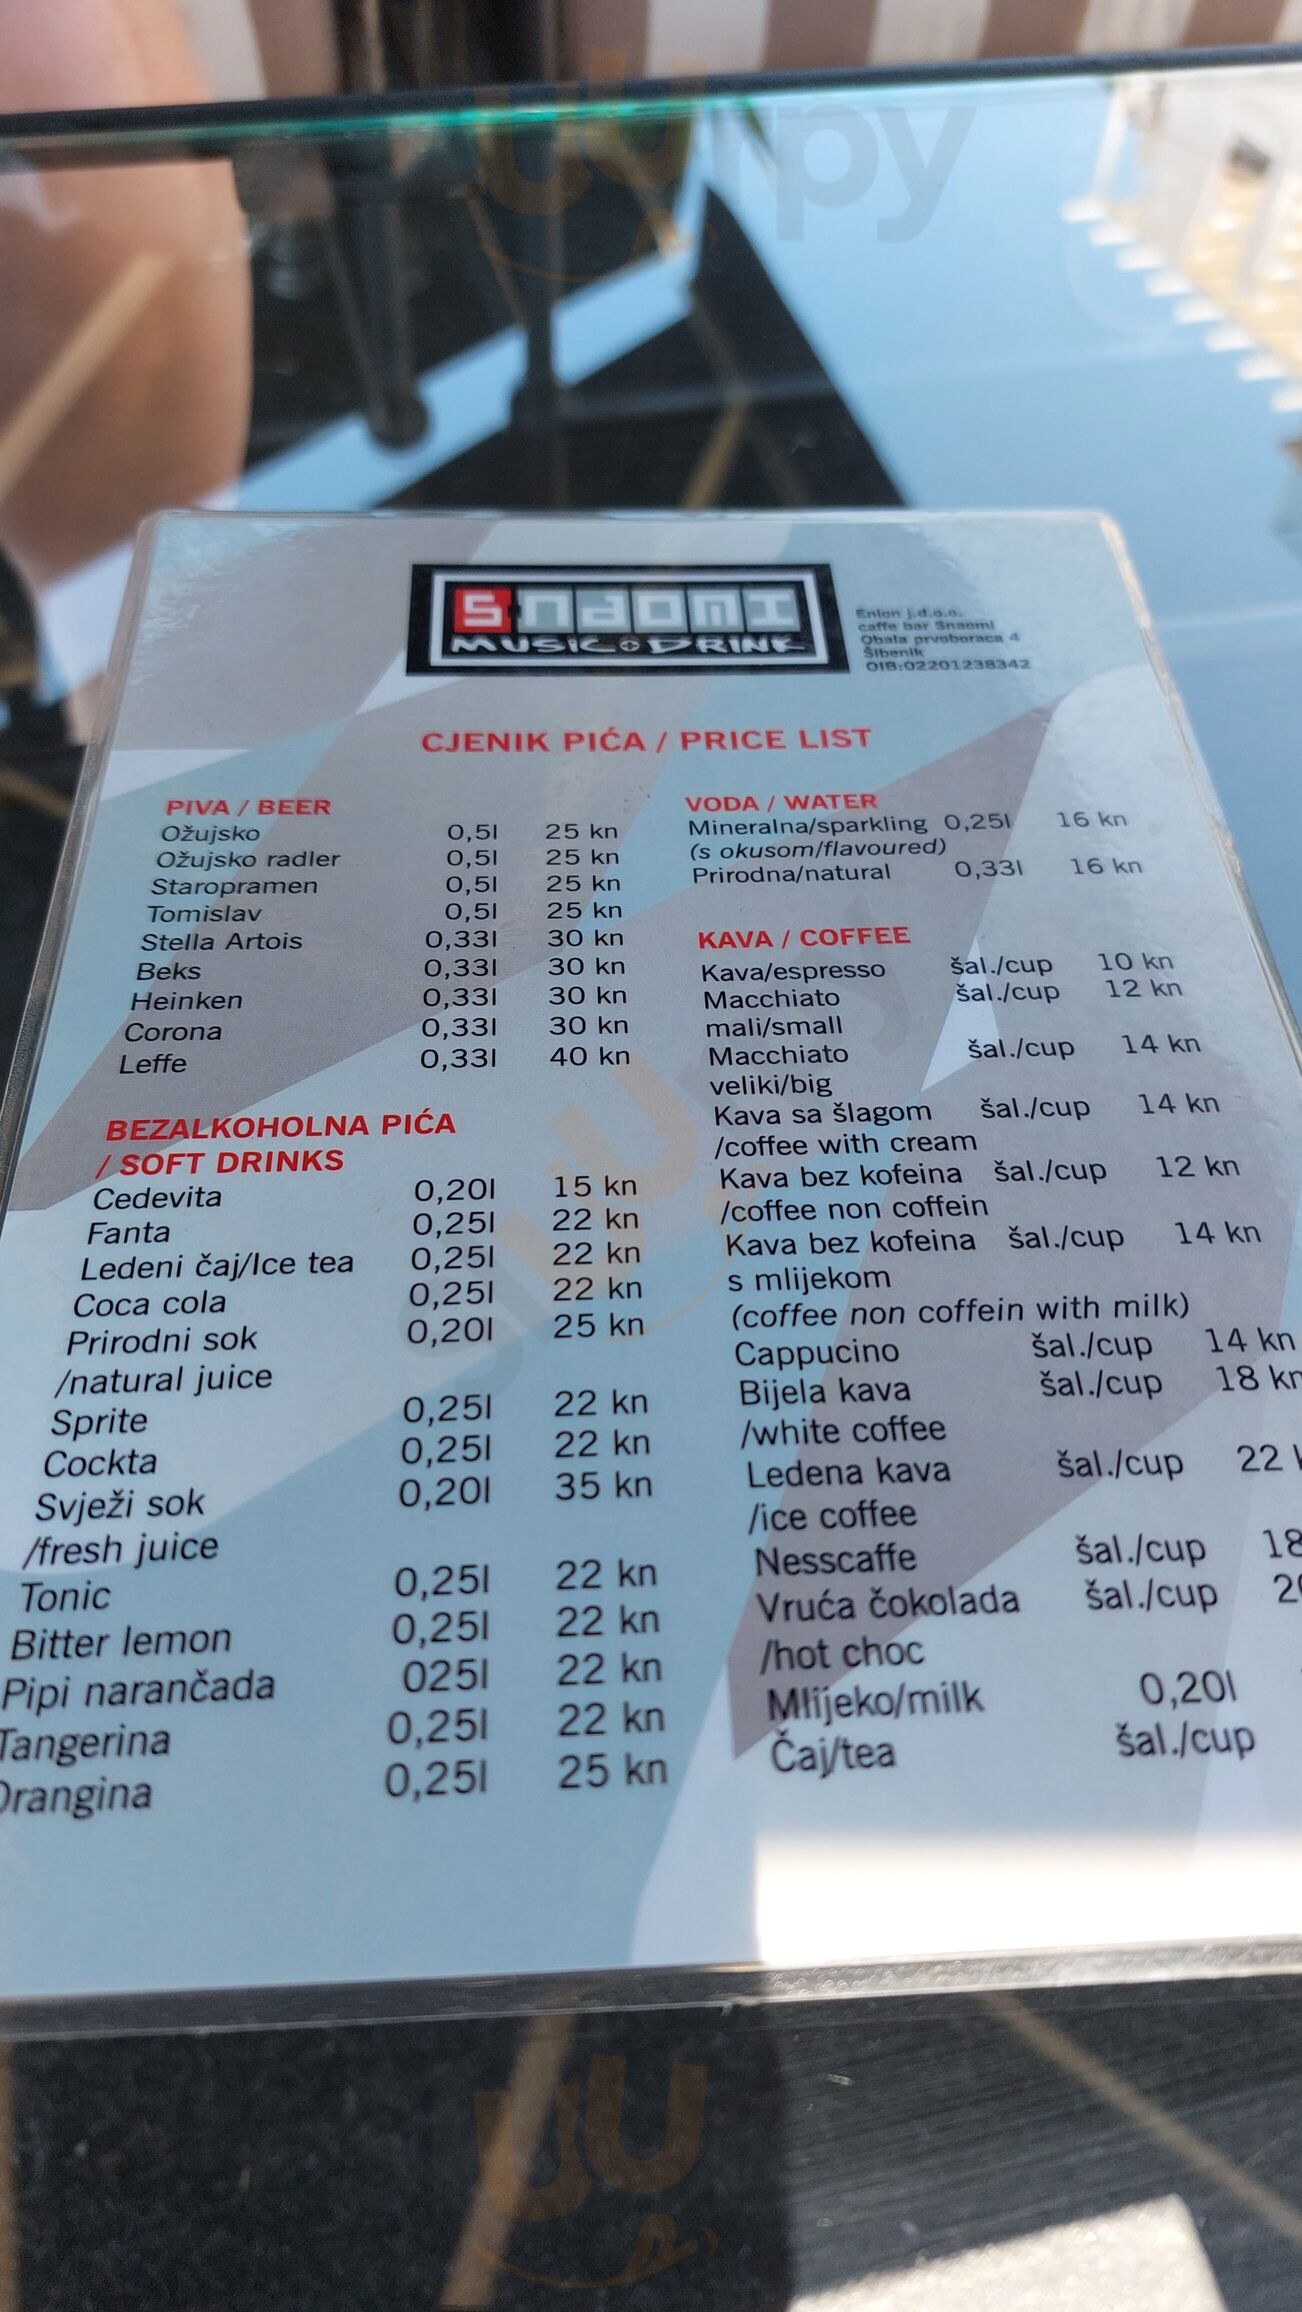 SNAOMI
MUSIC + DRINK
Enlon j.d.o.o.
caffe bar Snaomi
Obala prvoboraca 4
Šibenik
OIB:02201238342
CJENIK PIĆA / PRICE LIST
PIVA / BEER
Ožujsko 0,5l 25 kn
Ožujsko radler 0,5l 25 kn
Staropramen 0,5l 25 kn
Tomislav 0,5l 25 kn
Stella Artois 0,33l 30 kn
Beks 0,33l 30 kn
Heinken 0,33l 30 kn
Corona 0,33l 30 kn
Leffe 0,33l 40 kn
BEZALKOHOLNA PIĆA
/ SOFT DRINKS
Cedevita 0,20l 15 kn
Fanta 0,25l 22 kn
Ledeni čaj/Ice tea 0,25l 22 kn
Coca cola 0,25l 22 kn
Prirodni sok 0,20l 25 kn
/natural juice
Sprite 0,25l 22 kn
Cockta 0,25l 22 kn
Svježi sok 0,20l 35 kn
/fresh juice
Tonic 0,25l 22 kn
Bitter lemon 0,25l 22 kn
Pipi narančada 025l 22 kn
Tangerina 0,25l 22 kn
Orangina 0,25l 25 kn
VODA / WATER
Mineralna/sparkling 0,25l 16 kn
(s okusom/flavoured)
Prirodna/natural 0,33l 16 kn
KAVA / COFFEE
Kava/espresso šal./cup 10 kn
Macchiato šal./cup 12 kn
mali/small
Macchiato šal./cup 14 kn
veliki/big
Kava sa šlagom šal./cup 14 kn
/coffee with cream
Kava bez kofeina šal./cup 12 kn
/coffee non coffein
Kava bez kofeina šal./cup 14 kn
s mlijekom
(coffee non coffein with milk)
Cappucino šal./cup 14 kn
Bijela kava šal./cup 18 kn
/white coffee
Ledena kava šal./cup 22 k
/ice coffee
Nesscaffe šal./cup 18
Vruća čokolada šal./cup
/hot choc
Mlijeko/milk 0,20l
Čaj/tea šal./cup